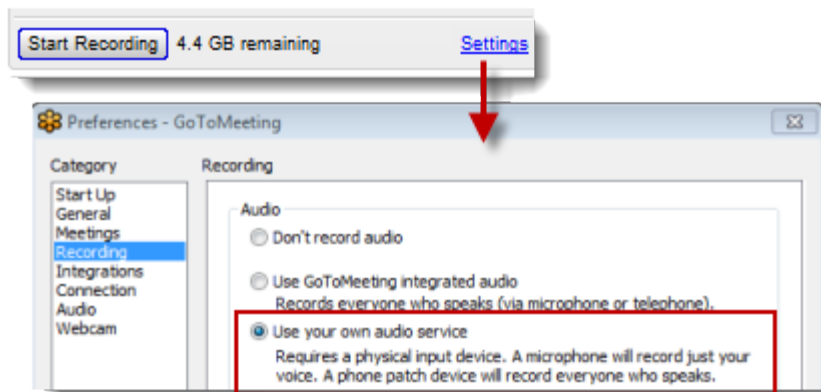 Start Recording 4.4 GB remaining Settings
Preferences - GoToMeeting
Category
Start Up
General
Meetings
Recording
Integrations
Connection
Audio
Webcam
Recording
Audio
Don't record audio
Use GoToMeeting integrated audio
Records everyone who speaks (via microphone or telephone).
Use your own audio service
Requires a physical input device. A microphone will record just your
voice. A phone patch device will record everyone who speaks.